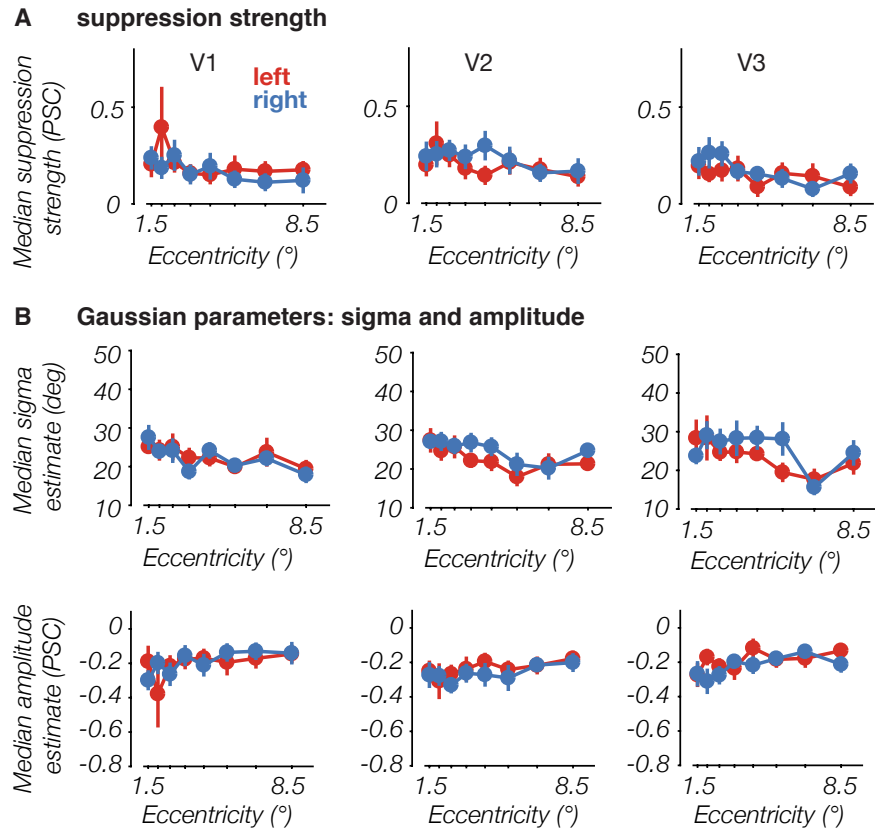 A suppression strength
V1
V2
V3
left
right
Median suppression
strength (PSC)
0.5
0
0.5
0
0.5
0
1.5 8.5
1.5 8.5
1.5 8.5
Eccentricity (°)
Eccentricity (°)
Eccentricity (°)
B Gaussian parameters: sigma and amplitude
Median sigma
estimate (deg)
50
40
30
20
10
50
40
30
20
10
50
40
30
20
10
1.5 8.5
1.5 8.5
1.5 8.5
Eccentricity (°)
Eccentricity (°)
Eccentricity (°)
Median amplitude
estimate (PSC)
0
-0.2
-0.4
-0.6
-0.8
0
-0.2
-0.4
-0.6
-0.8
0
-0.2
-0.4
-0.6
-0.8
1.5 8.5
1.5 8.5
1.5 8.5
Eccentricity (°)
Eccentricity (°)
Eccentricity (°)